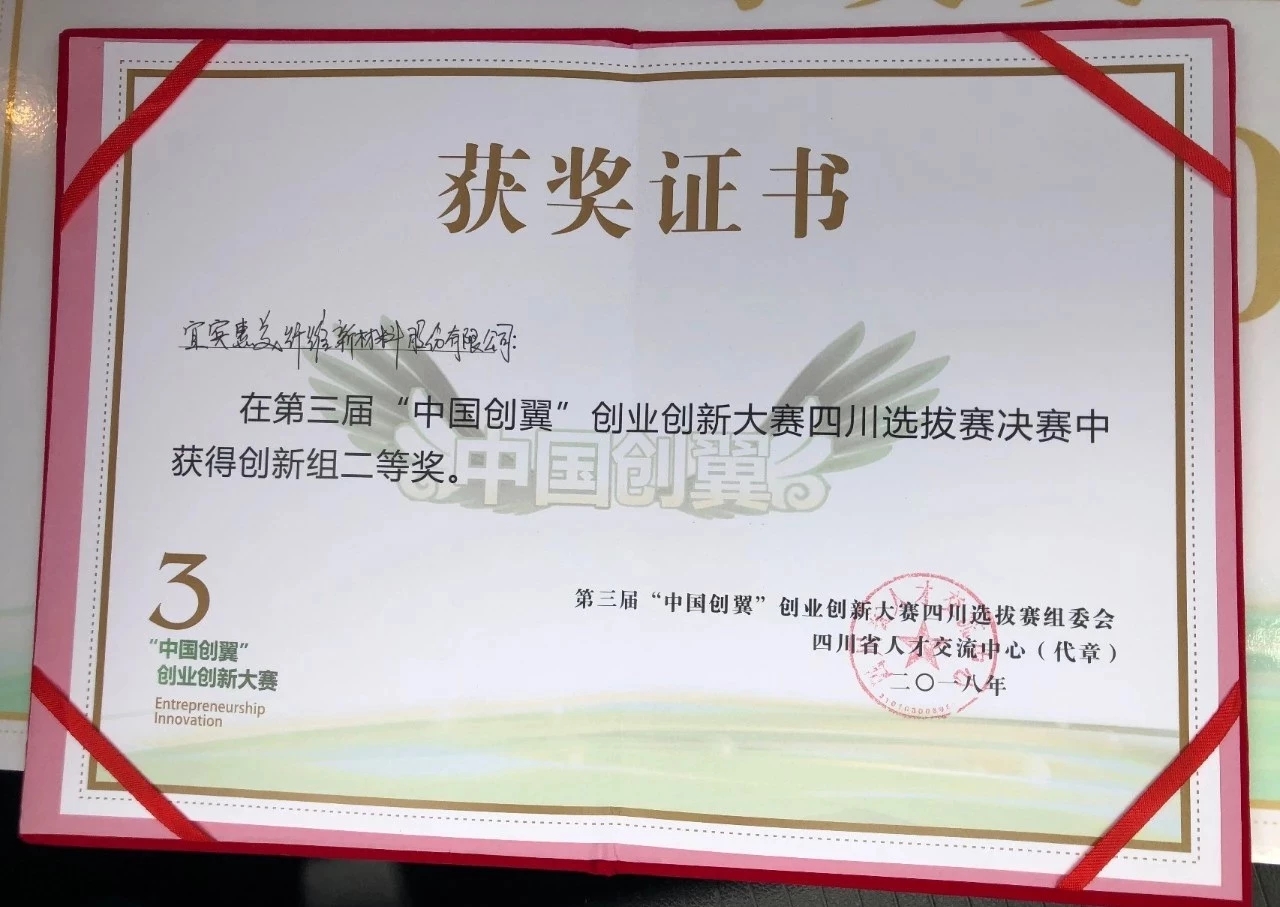 获奖证书
宜宾惠美纤维新材料股份有限公司:
在第三届“中国创翼”创业创新大赛四川选拔赛决赛中
获得创新组二等奖。
中国创翼
3
“中国创翼”
创业创新大赛
Entrepreneurship
Innovation
第三届“中国创翼”创业创新大赛四川选拔赛组委会
四川省人才交流中心（代章）
二〇一八年